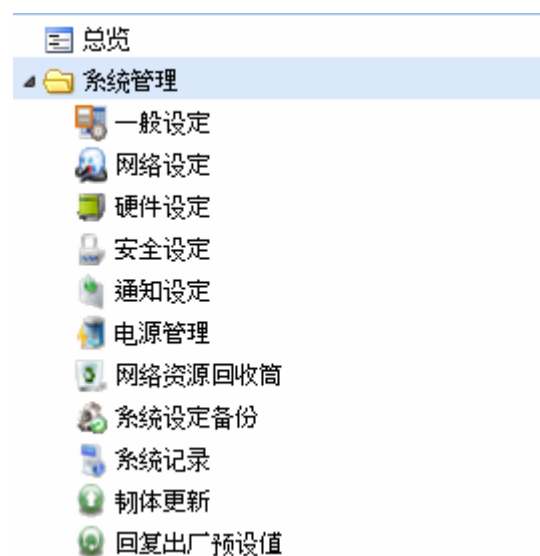 总览
系统管理
一般设定
网络设定
硬件设定
安全设定
通知设定
电源管理
网络资源回收筒
系统设定备份
系统记录
韧体更新
回复出厂预设值